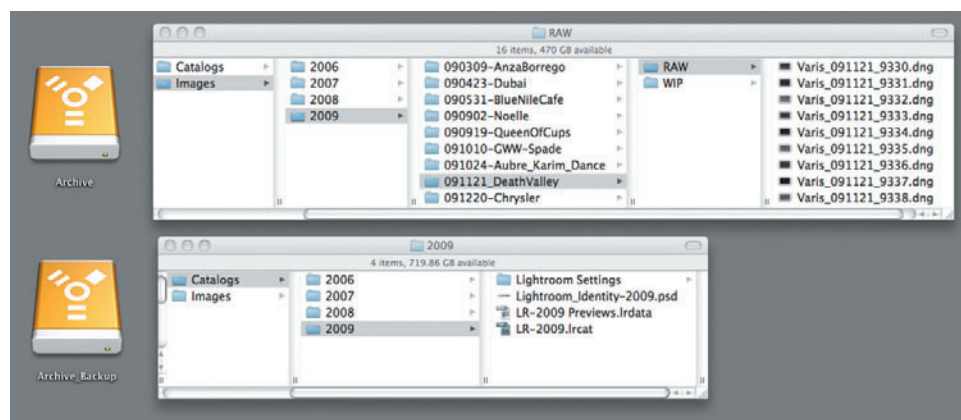 RAW
16 items, 470 GB available
Catalogs
Images
2006
2007
2008
2009
090309-AnzaBorrego
090423-Dubai
090531-BlueNileCafe
090902-Noelle
090919-QueenOfCups
091010-GWW-Spade
091024-Aubre_Karim_Dance
091121_DeathValley
091220-Chrysler
RAW
WIP
Varis_091121_9330.dng
Varis_091121_9331.dng
Varis_091121_9332.dng
Varis_091121_9333.dng
Varis_091121_9334.dng
Varis_091121_9335.dng
Varis_091121_9336.dng
Varis_091121_9337.dng
Varis_091121_9338.dng
Archive
2009
4 items, 719.86 GB available
Catalogs
Images
2006
2007
2008
2009
Lightroom Settings
Lightroom_Identity-2009.psd
LR-2009 Previews.lrdata
LR-2009.lrcat
Archive_Backup